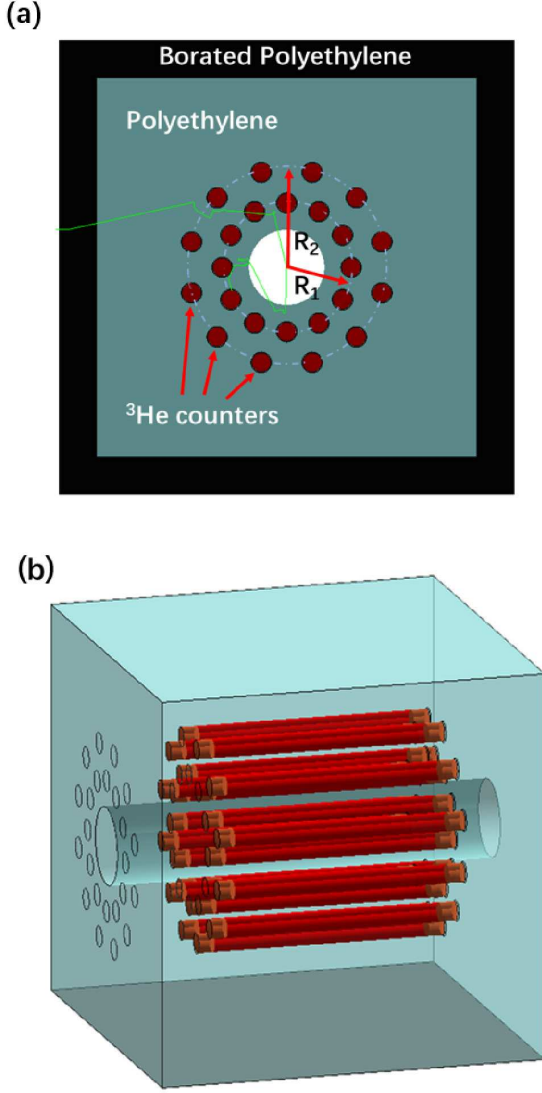 (a)
Borated Polyethylene
Polyethylene
R₂
R₁
³He counters
(b)